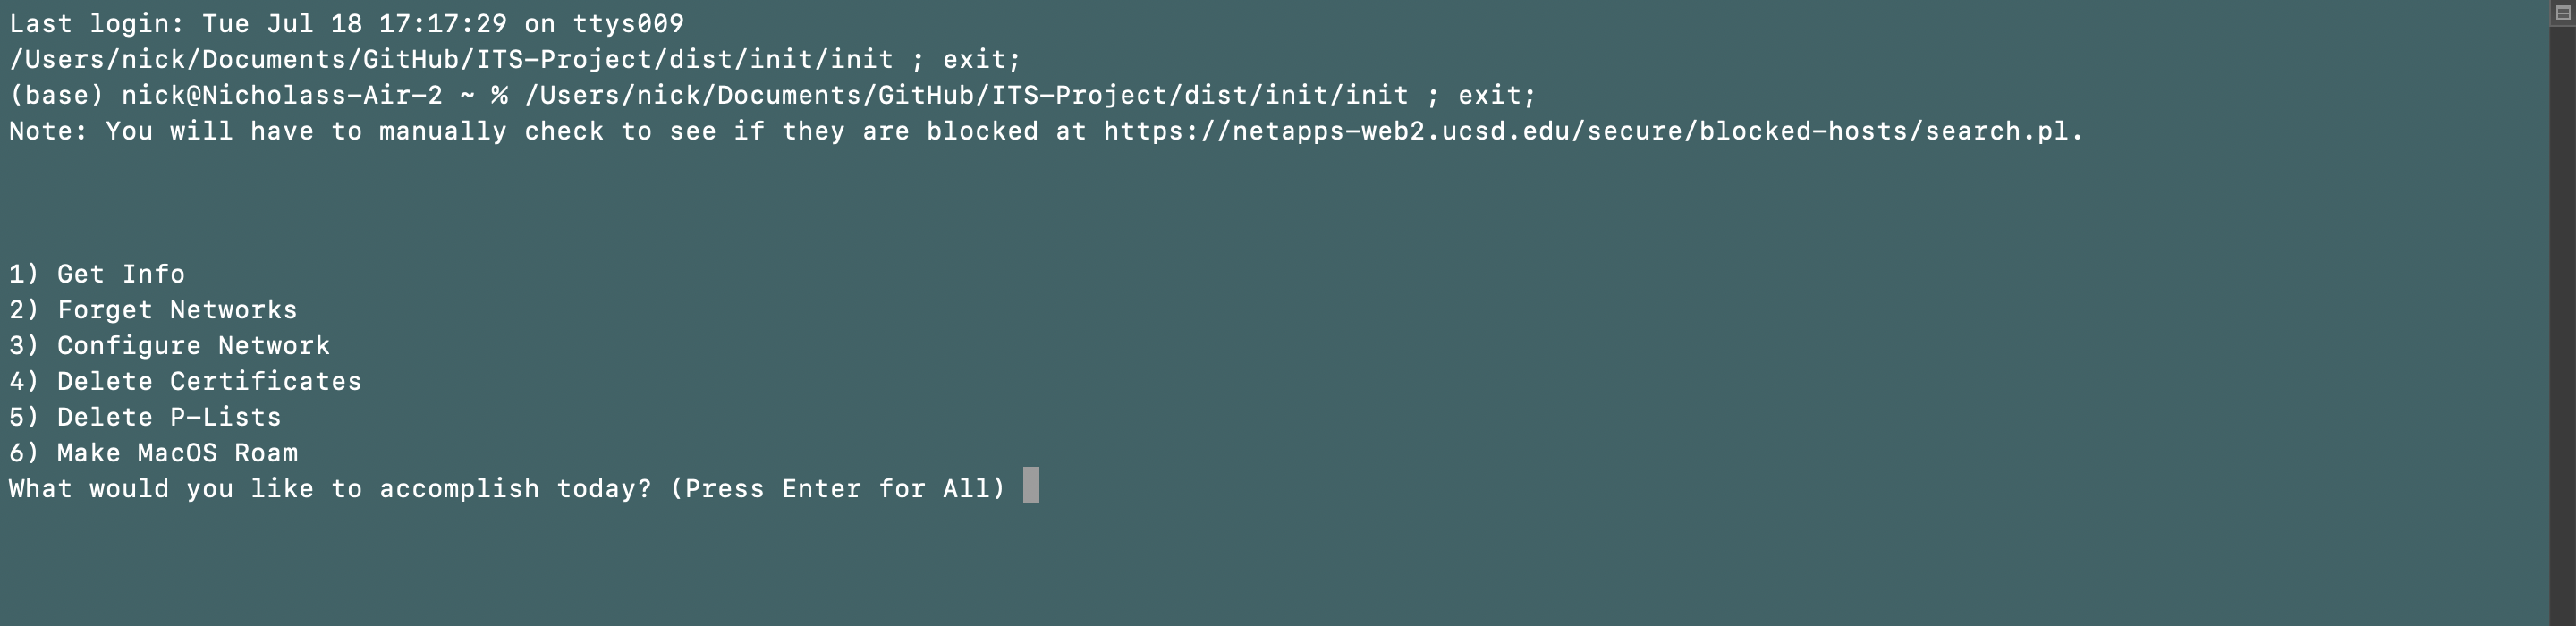 Last login: Tue Jul 18 17:17:29 on ttys009
/Users/nick/Documents/GitHub/ITS-Project/dist/init/init ; exit;
(base) nick@Nicholass-Air-2 ~ % /Users/nick/Documents/GitHub/ITS-Project/dist/init/init ; exit;
Note: You will have to manually check to see if they are blocked at https://netapps-web2.ucsd.edu/secure/blocked-hosts/search.pl.
1) Get Info
2) Forget Networks
3) Configure Network
4) Delete Certificates
5) Delete P-Lists
6) Make MacOS Roam
What would you like to accomplish today? (Press Enter for All)